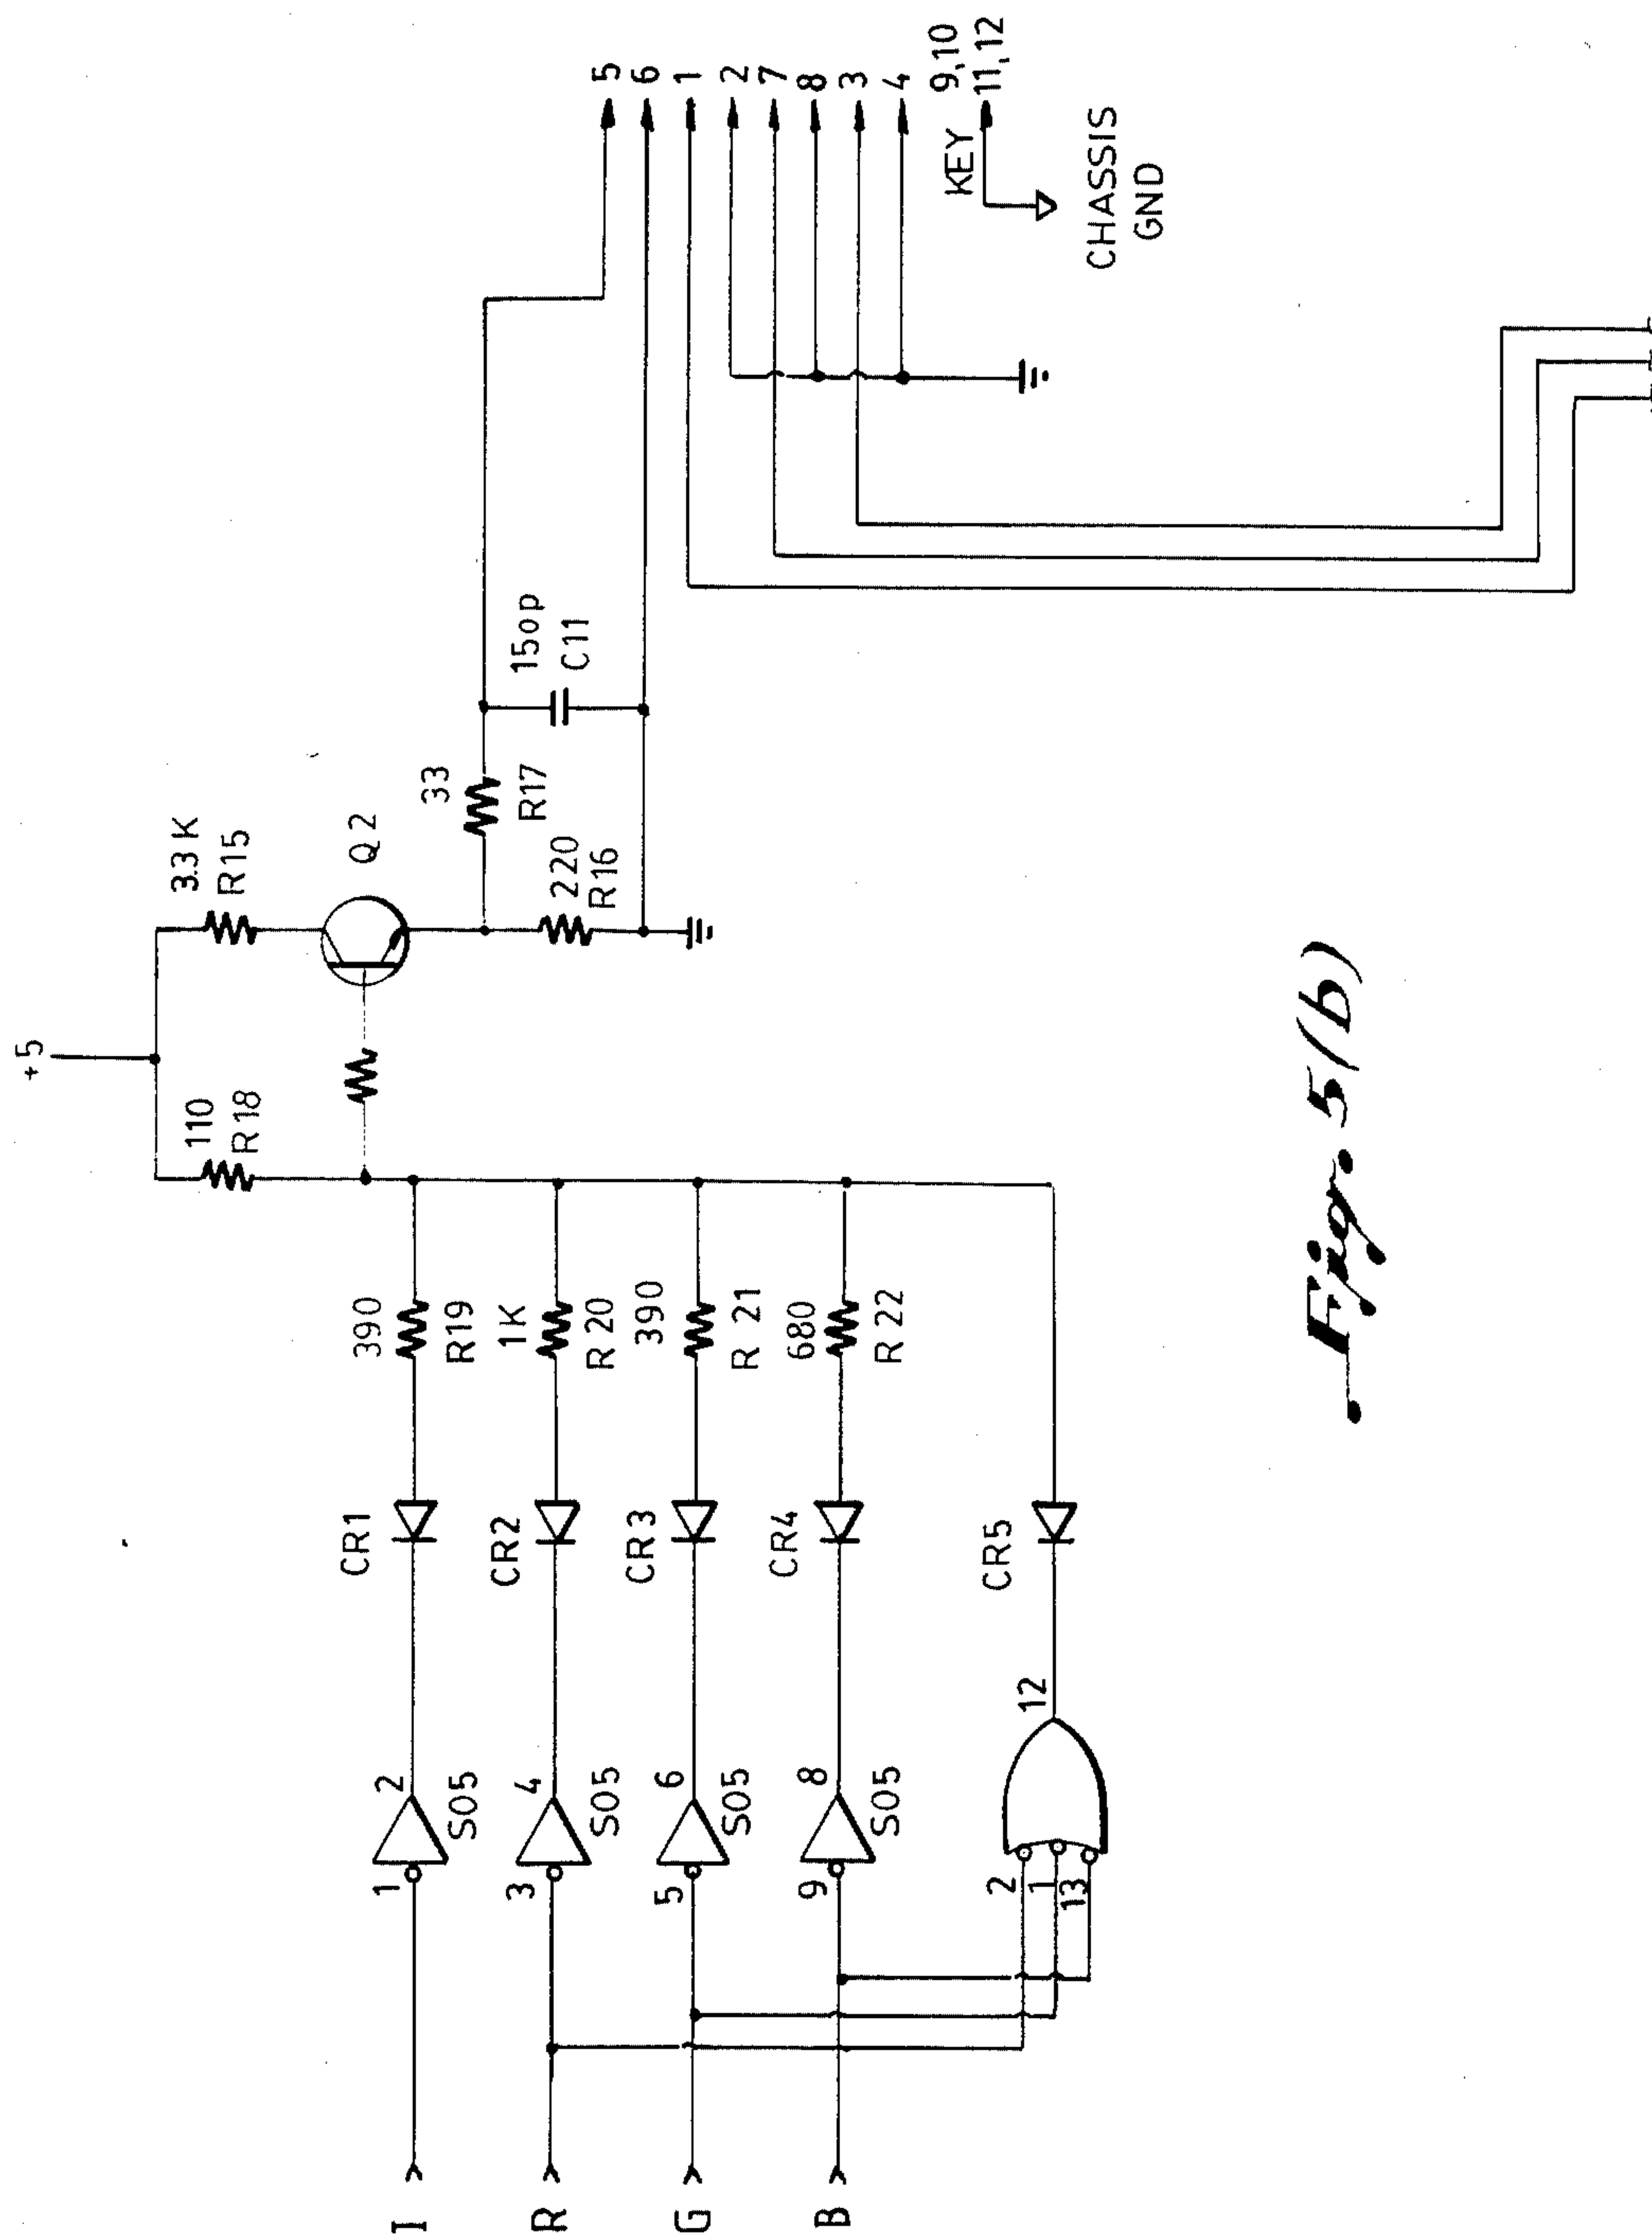 +5
110
R18
3.3K
R15
Q2
33
R17
220
R16
15op
C11
5
6
1
2
7
8
3
4
9,10
11,12
KEY
CHASSIS
GND
I
1
2
S05
CR1
390
R19
R
3
4
S05
CR2
1K
R20
G
5
6
S05
CR3
390
R21
B
9
8
S05
CR4
680
R22
2
1
13
12
CR5
Fig. 5(b)